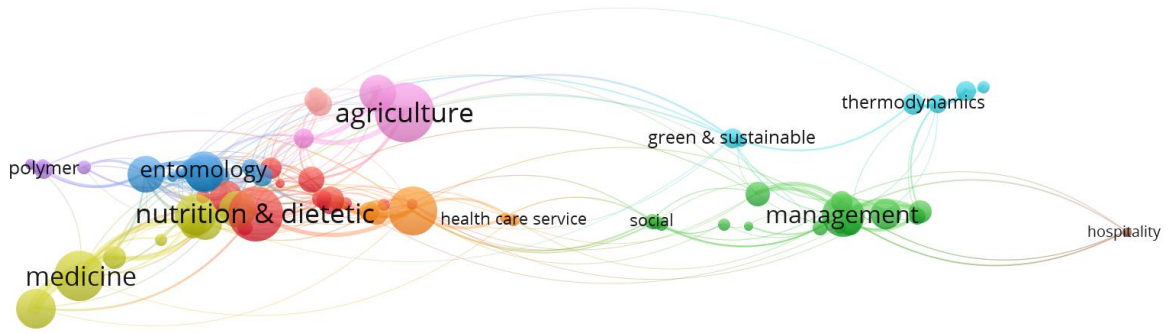 agriculture
thermodynamics
green & sustainable
polymer
entomology
nutrition & dietetic
health care service
social
management
hospitality
medicine